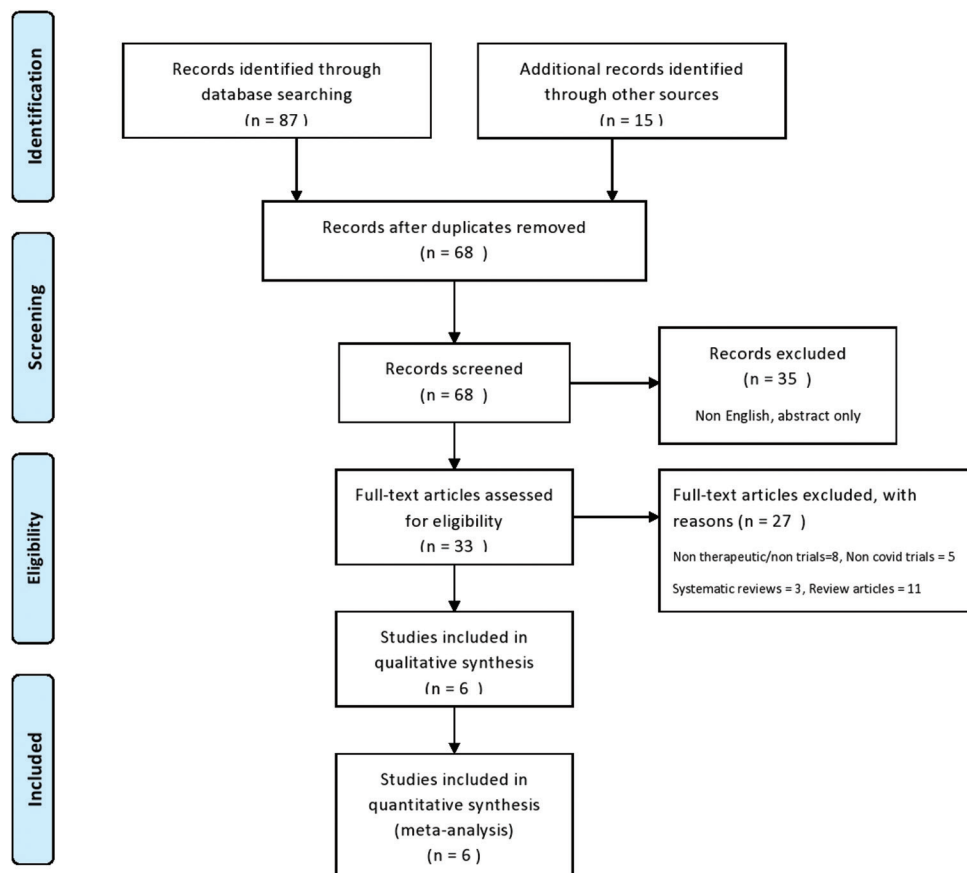 Identification
Records identified through
database searching
(n = 87 )
Additional records identified
through other sources
(n = 15 )
Records after duplicates removed
(n = 68 )
Screening
Records screened
(n = 68 )
Records excluded
(n = 35 )
Non English, abstract only
Eligibility
Full-text articles assessed
for eligibility
(n = 33 )
Full-text articles excluded, with
reasons (n = 27 )
Non therapeutic/non trials=8, Non covid trials = 5
Systematic reviews = 3, Review articles = 11
Studies included in
qualitative synthesis
(n = 6 )
Included
Studies included in
quantitative synthesis
(meta-analysis)
(n = 6 )